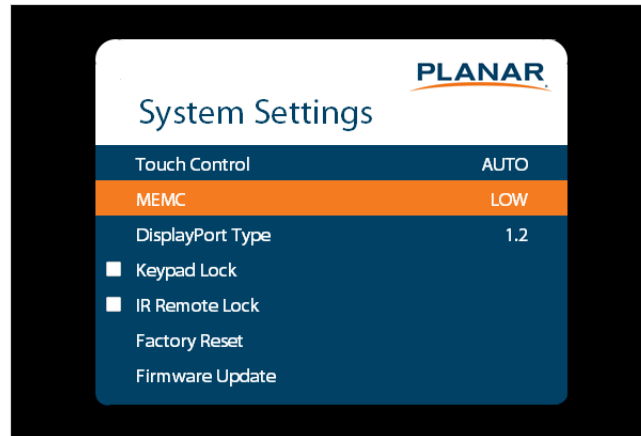 PLANAR
System Settings
Touch Control AUTO
MEMC LOW
DisplayPort Type 1.2
Keypad Lock
IR Remote Lock
Factory Reset
Firmware Update